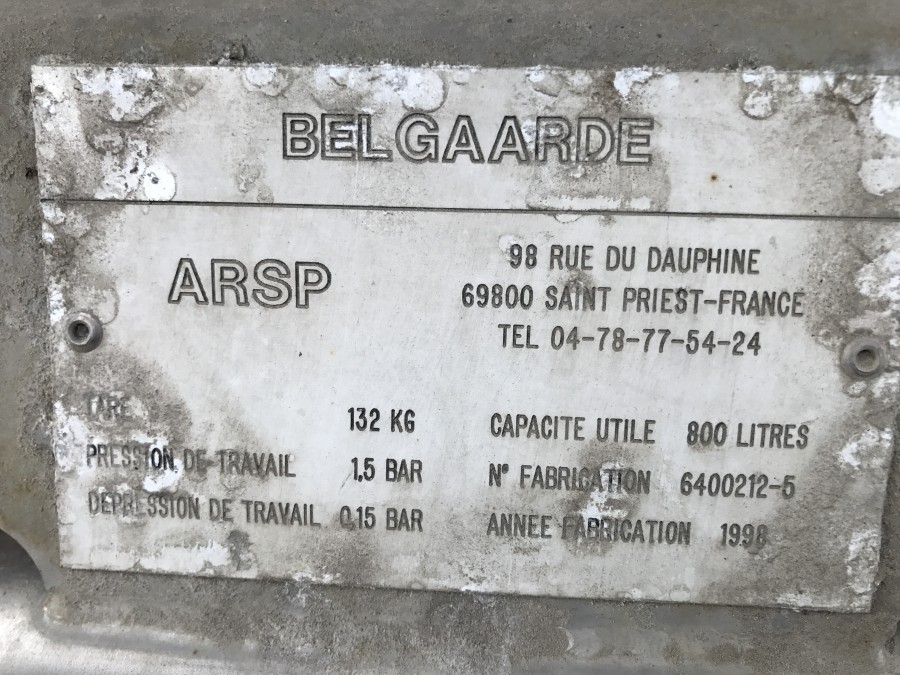 BELGAARDE
ARSP
98 RUE DU DAUPHINE
69800 SAINT PRIEST-FRANCE
TEL 04-78-77-54-24
TARE 132 KG
PRESSION DE TRAVAIL 1,5 BAR
DEPRESSION DE TRAVAIL 0,15 BAR
CAPACITE UTILE 800 LITRES
N° FABRICATION 6400212-5
ANNEE FABRICATION 1998